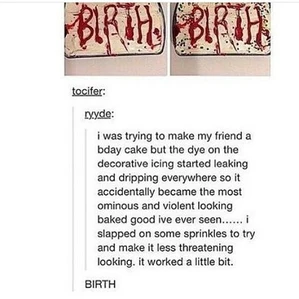 BIRTH. BIRTH.
tocifer:
ryyde:
i was trying to make my friend a
bday cake but the dye on the
decorative icing started leaking
and dripping everywhere so it
accidentally became the most
ominous and violent looking
baked good ive ever seen...... i
slapped on some sprinkles to try
and make it less threatening
looking. it worked a little bit.
BIRTH